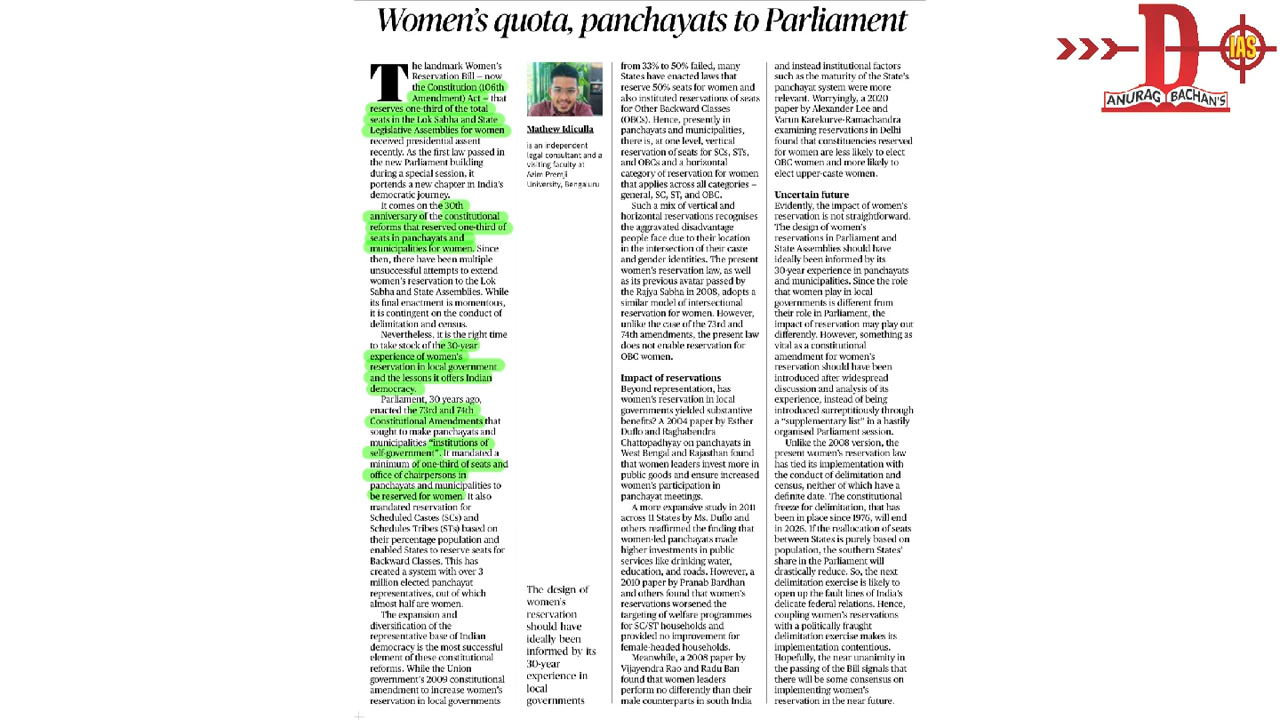 Women's quota, panchayats to Parliament
The landmark Women's
Reservation Bill — now
the Constitution (106th
Amendment) Act — that
reserves one-third of the total
seats in the Lok Sabha and State
Legislative Assemblies for women
received presidential assent
recently. As the first law passed in
the new Parliament building
during a special session, it
portends a new chapter in India's
democratic journey.
It comes on the 30th
anniversary of the constitutional
reforms that reserved one-third of
seats in panchayats and
municipalities for women. Since
then, there have been multiple
unsuccessful attempts to extend
women's reservation to the Lok
Sabha and State Assemblies. While
its final enactment is momentous,
it is contingent on the conduct of
delimitation and census.
Nevertheless, it is the right time
to take stock of the 30-year
experience of women's
reservation in local government
and the lessons it offers Indian
democracy.
Parliament, 30 years ago,
enacted the 73rd and 74th
Constitutional Amendments that
sought to make panchayats and
municipalities "institutions of
self-government". It mandated a
minimum of one-third of seats and
office of chairpersons in
panchayats and municipalities to
be reserved for women. It also
mandated reservation for
Scheduled Castes (SCs) and
Schedules Tribes (STs) based on
their percentage population and
enabled States to reserve seats for
Backward Classes. This has
created a system with over 3
million elected panchayat
representatives, out of which
almost half are women.
The expansion and
diversification of the
representative base of Indian
democracy is the most successful
element of these constitutional
reforms. While the Union
government's 2009 constitutional
amendment to increase women's
reservation in local governments
Mathew Idiculla
is an independent
legal consultant and a
visiting faculty at
Azim Premji
University, Bengaluru
The design of
women's
reservation
should have
ideally been
informed by its
30-year
experience in
local
governments
from 33% to 50% failed, many
States have enacted laws that
reserve 50% seats for women and
also instituted reservations of seats
for Other Backward Classes
(OBCs). Hence, presently in
panchayats and municipalities,
there is, at one level, vertical
reservation of seats for SCs, STs,
and OBCs and a horizontal
category of reservation for women
that applies across all categories —
general, SC, ST, and OBC.
Such a mix of vertical and
horizontal reservations recognises
the aggravated disadvantage
people face due to their location
in the intersection of their caste
and gender identities. The present
women's reservation law, as well
as its previous avatar passed by
the Rajya Sabha in 2008, adopts a
similar model of intersectional
reservation for women. However,
unlike the case of the 73rd and
74th amendments, the present law
does not enable reservation for
OBC women.
Impact of reservations
Beyond representation, has
women's reservation in local
governments yielded substantive
benefits? A 2004 paper by Esther
Duflo and Raghabendra
Chattopadhyay on panchayats in
West Bengal and Rajasthan found
that women leaders invest more in
public goods and ensure increased
women's participation in
panchayat meetings.
A more expansive study in 2011
across 11 States by Ms. Duflo and
others reaffirmed the finding that
women-led panchayats made
higher investments in public
services like drinking water,
education, and roads. However, a
2010 paper by Pranab Bardhan
and others found that women's
reservations worsened the
targeting of welfare programmes
for SC/ST households and
provided no improvement for
female-headed households.
Meanwhile, a 2008 paper by
Vijayendra Rao and Radu Ban
found that women leaders
perform no differently than their
male counterparts in south India
and instead institutional factors
such as the maturity of the State's
panchayat system were more
relevant. Worryingly, a 2020
paper by Alexander Lee and
Varun Karekurve-Ramachandra
examining reservations in Delhi
found that constituencies reserved
for women are less likely to elect
OBC women and more likely to
elect upper-caste women.
Uncertain future
Evidently, the impact of women's
reservation is not straightforward.
The design of women's
reservations in Parliament and
State Assemblies should have
ideally been informed by its
30-year experience in panchayats
and municipalities. Since the role
that women play in local
governments is different from
their role in Parliament, the
impact of reservation may play out
differently. However, something as
vital as a constitutional
amendment for women's
reservation should have been
introduced after widespread
discussion and analysis of its
experience, instead of being
introduced surreptitiously through
a "supplementary list" in a hastily
organised Parliament session.
Unlike the 2008 version, the
present women's reservation law
has tied its implementation with
the conduct of delimitation and
census, neither of which have a
definite date. The constitutional
freeze for delimitation, that has
been in place since 1976, will end
in 2026. If the reallocation of seats
between States is purely based on
population, the southern States'
share in the Parliament will
drastically reduce. So, the next
delimitation exercise is likely to
open up the fault lines of India's
delicate federal relations. Hence,
coupling women's reservations
with a politically fraught
delimitation exercise makes its
implementation contentious.
Hopefully, the near unanimity in
the passing of the Bill signals that
there will be some consensus on
implementing women's
reservation in the near future.
D
IAS
ANURAG BACHAN'S